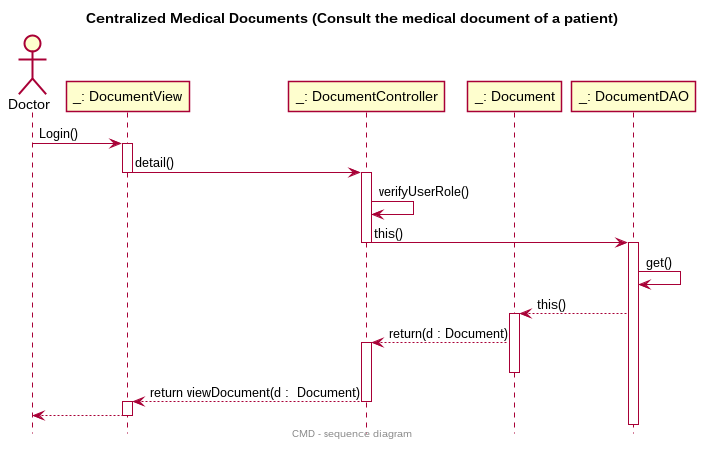 Centralized Medical Documents (Consult the medical document of a patient)
Doctor
_: DocumentView
_: DocumentController
_: Document
_: DocumentDAO
Login()
detail()
verifyUserRole()
this()
get()
this()
return(d : Document)
return viewDocument(d :  Document)
CMD - sequence diagram